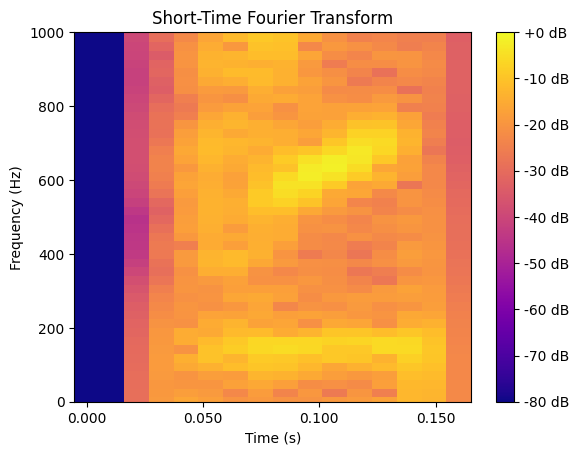 Short-Time Fourier Transform
1000
800
600
400
200
0
Frequency (Hz)
0.000
0.050
0.100
0.150
Time (s)
+0 dB
-10 dB
-20 dB
-30 dB
-40 dB
-50 dB
-60 dB
-70 dB
-80 dB